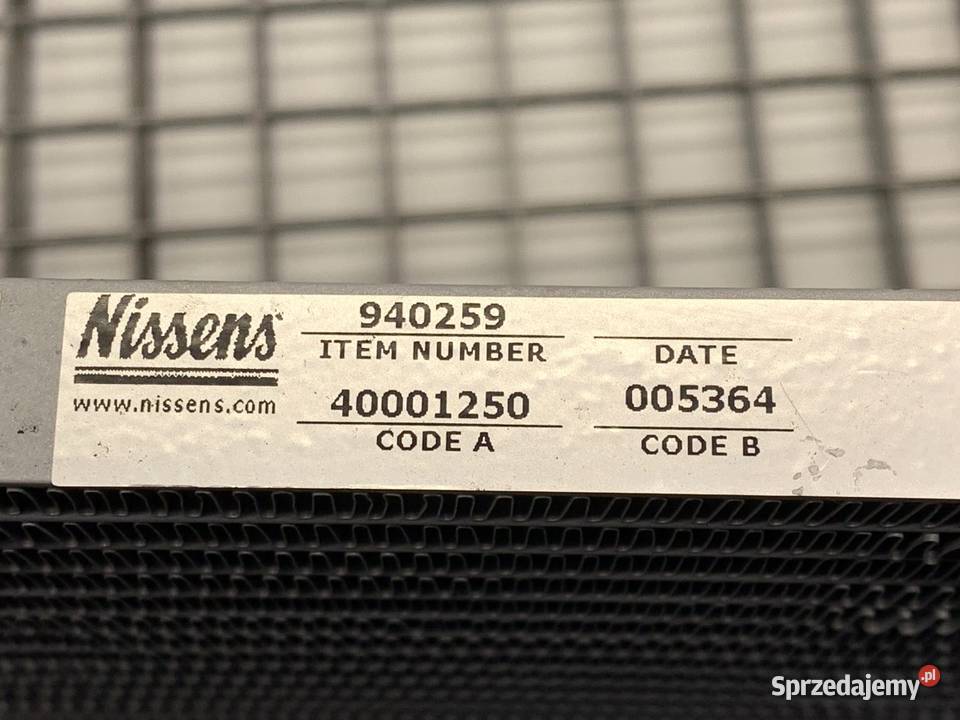 Nissens
www.nissens.com
940259
ITEM NUMBER
40001250
CODE A
DATE
005364
CODE B
Sprzedajemy.pl